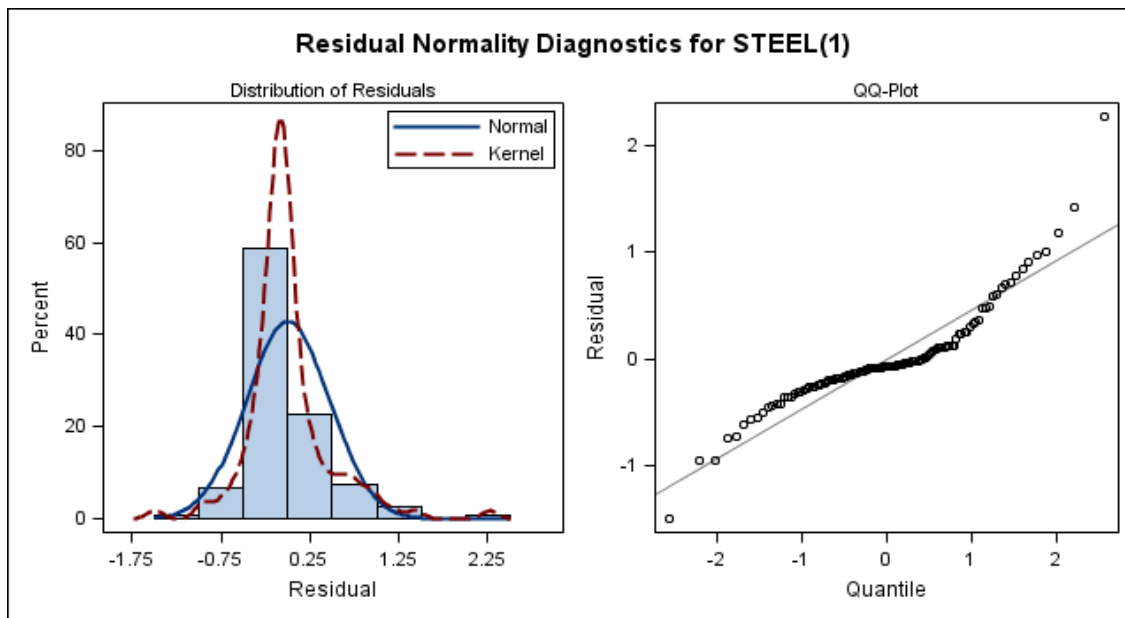 Residual Normality Diagnostics for STEEL(1)
Distribution of Residuals
Normal
Kernel
Percent
80
60
40
20
0
-1.75 -0.75 0.25 1.25 2.25
Residual
QQ-Plot
Residual
2
1
0
-1
-2 -1 0 1 2
Quantile